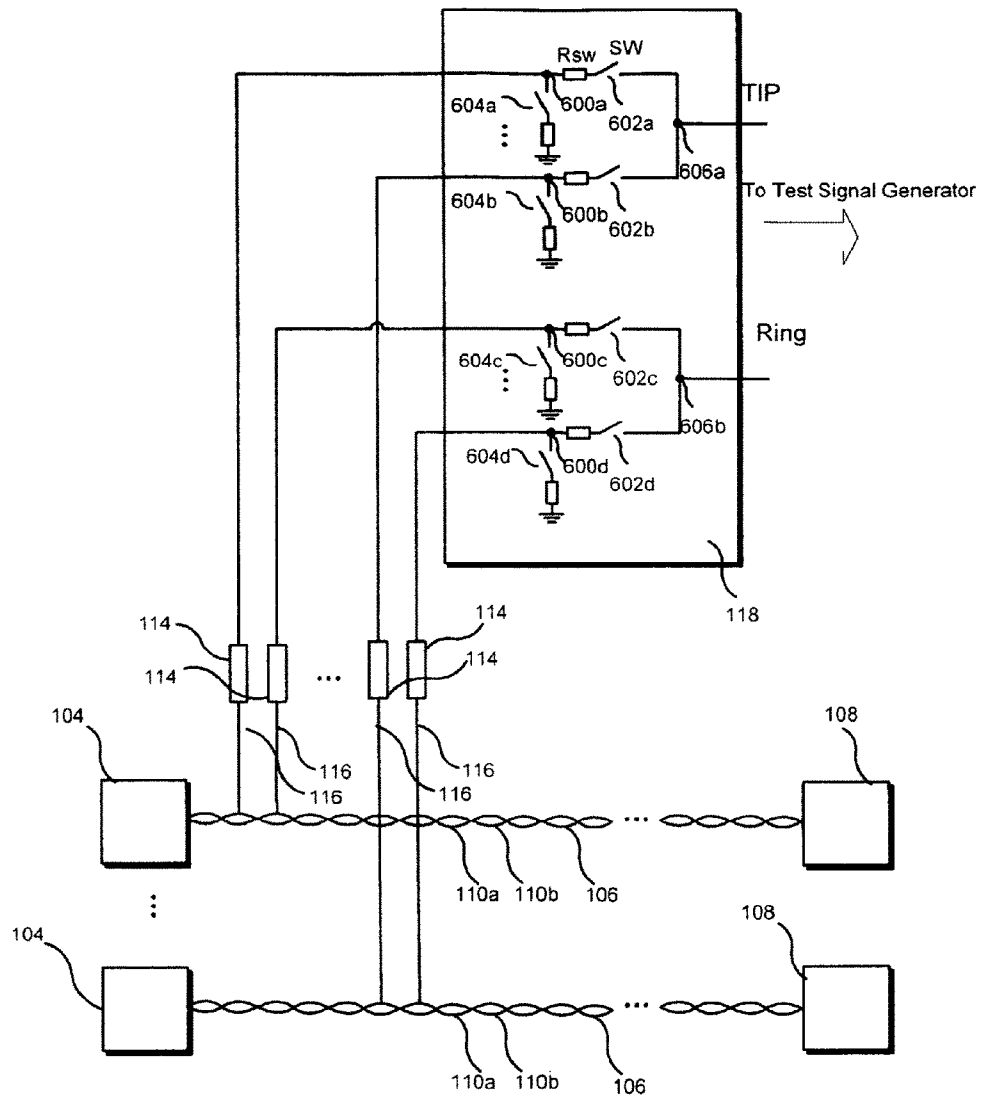 Rsw SW
604a 600a 602a TIP
606a
604b 600b 602b To Test Signal Generator
Ring
604c 600c 602c
606b
604d 600d 602d
118
114 114
114 114
104 108
116 116
116 116
110a 110b 106
104 108
110a 110b 106